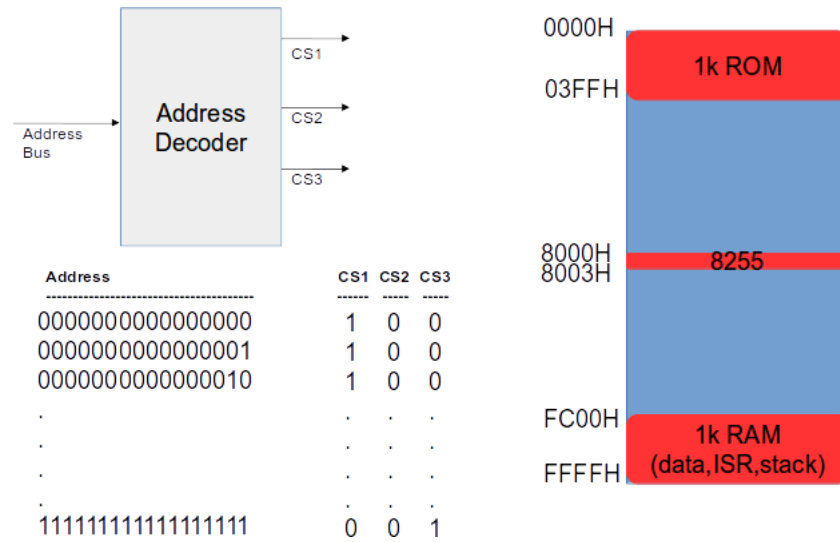 Address
Bus
Address
Decoder
CS1
CS2
CS3
Address CS1 CS2 CS3
------------------------------------- ------ ----- -----
0000000000000000 1 0 0
0000000000000001 1 0 0
0000000000000010 1 0 0
. . . .
. . . .
. . . .
. . . .
1111111111111111111 0 0 1
0000H
1k ROM
03FFH
8000H
8255
8003H
FC00H
1k RAM
(data,ISR,stack)
FFFFH